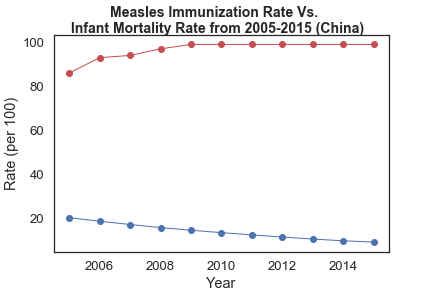 Measles Immunization Rate Vs.
Infant Mortality Rate from 2005-2015 (China)
100
80
60
40
20
Rate (per 100)
2006 2008 2010 2012 2014
Year